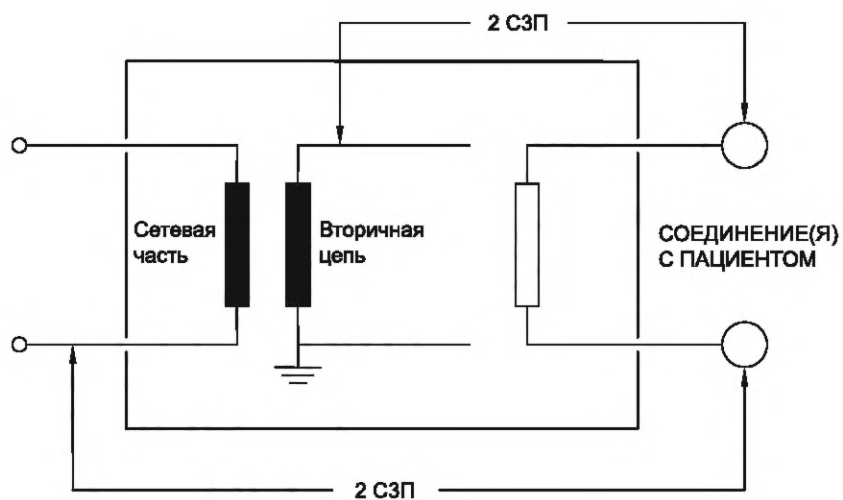 2 СЗП
Сетевая
часть
Вторичная
цепь
СОЕДИНЕНИЕ(Я)
С ПАЦИЕНТОМ
2 СЗП